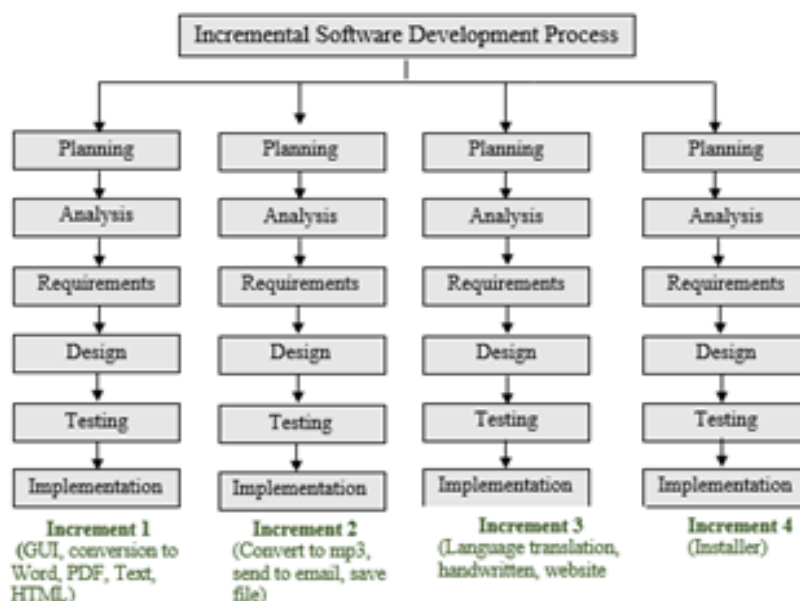 Incremental Software Development Process
Planning
Planning
Planning
Planning
Analysis
Analysis
Analysis
Analysis
Requirements
Requirements
Requirements
Requirements
Design
Design
Design
Design
Testing
Testing
Testing
Testing
Implementation
Implementation
Implementation
Implementation
Increment 1
(GUI, conversion to
Word, PDF, Text,
HTML)
Increment 2
(Convert to mp3,
send to email, save
file)
Increment 3
(Language translation,
handwritten, website
Increment 4
(Installer)